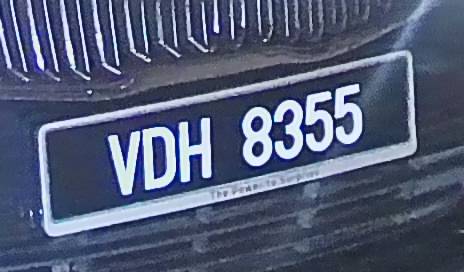 VDH 8355
The Power to Surprise